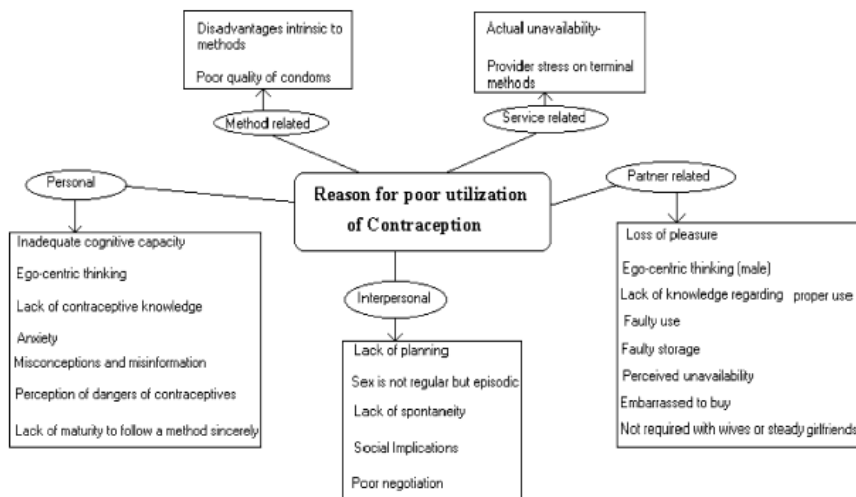 Disadvantages intrinsic to
methods
Poor quality of condoms
Actual unavailability-
Provider stress on terminal
methods
Method related
Service related
Personal
Partner related
Reason for poor utilization
of Contraception
Inadequate cognitive capacity
Ego-centric thinking
Lack of contraceptive knowledge
Anxiety
Misconceptions and misinformation
Perception of dangers of contraceptives
Lack of maturity to follow a method sincerely
Interpersonal
Lack of planning
Sex is not regular but episodic
Lack of spontaneity
Social Implications
Poor negotiation
Loss of pleasure
Ego-centric thinking (male)
Lack of knowledge regarding proper use
Faulty use
Faulty storage
Perceived unavailability
Embarrassed to buy
Not required with wives or steady girlfriends